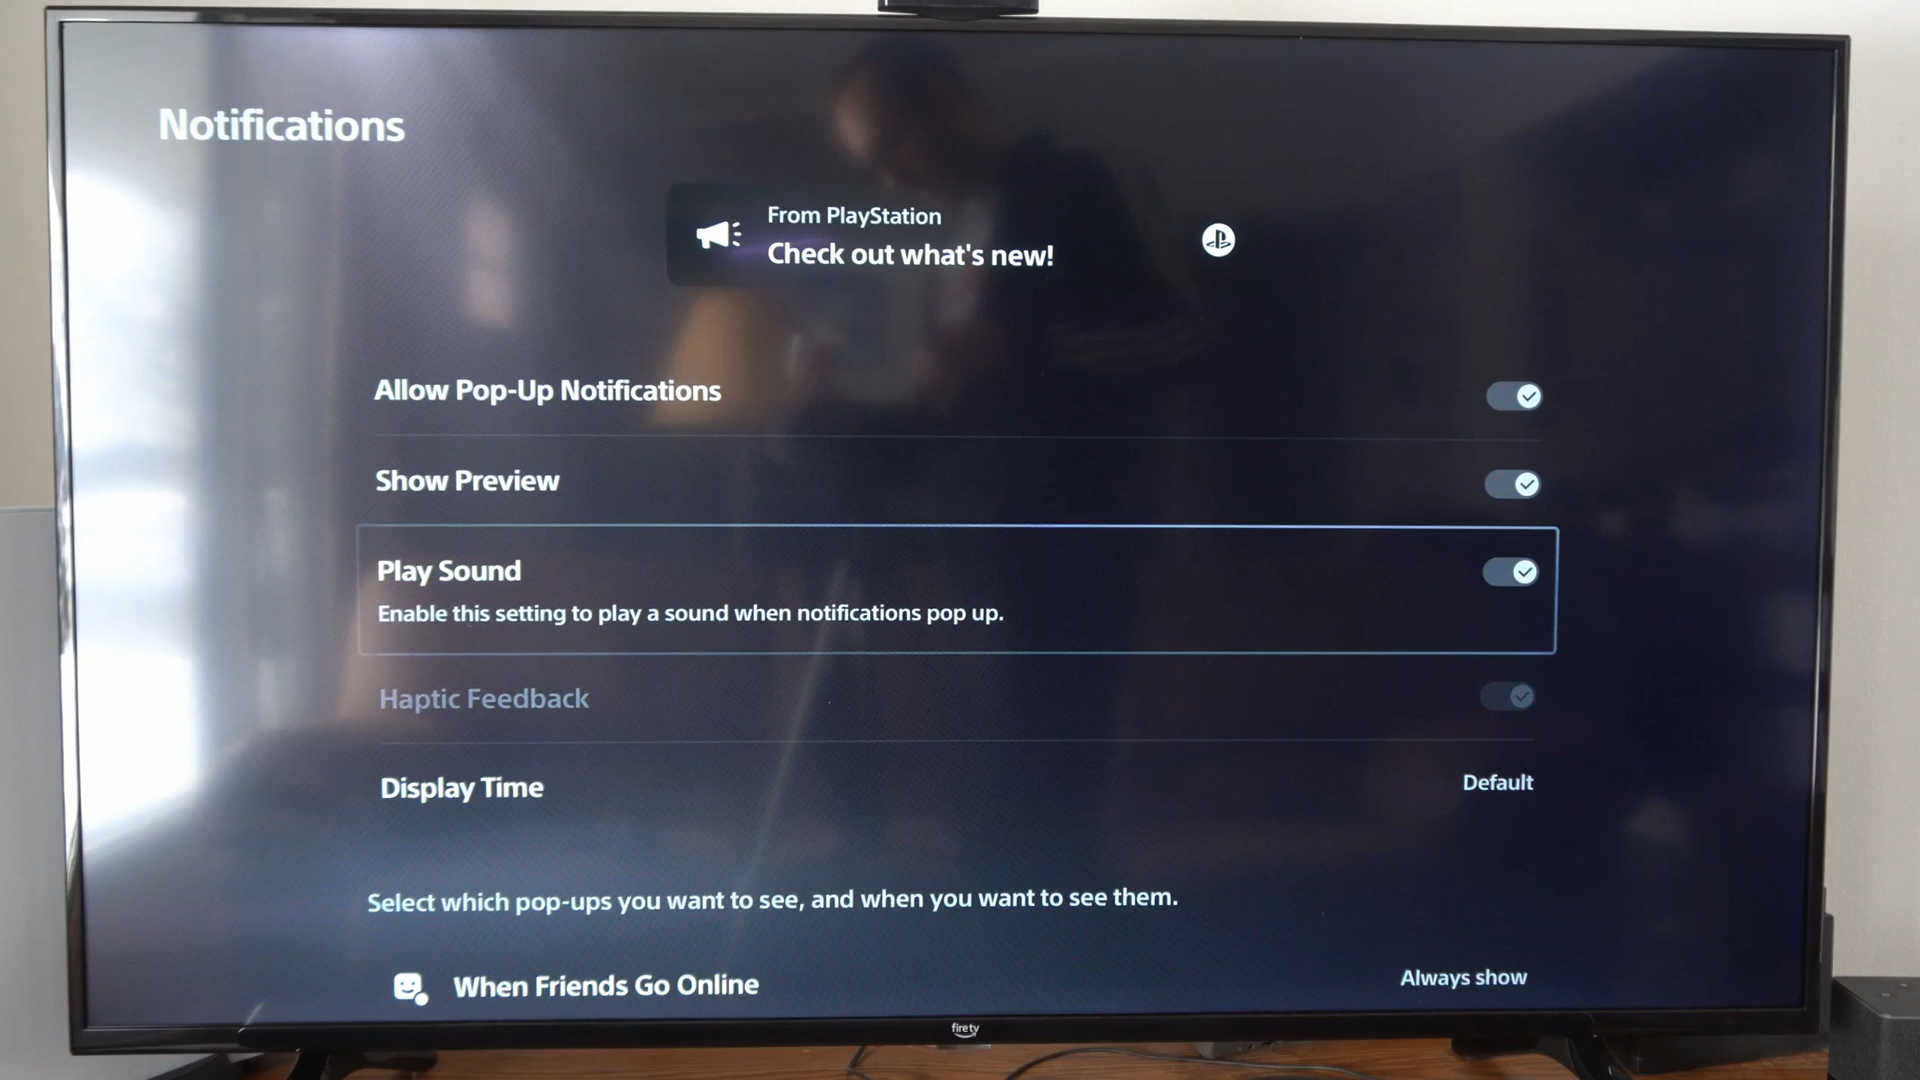 Notifications
From PlayStation
Check out what's new!
Allow Pop-Up Notifications
Show Preview
Play Sound
Enable this setting to play a sound when notifications pop up.
Haptic Feedback
Display Time
Default
Select which pop-ups you want to see, and when you want to see them.
When Friends Go Online
Always show
fire tv